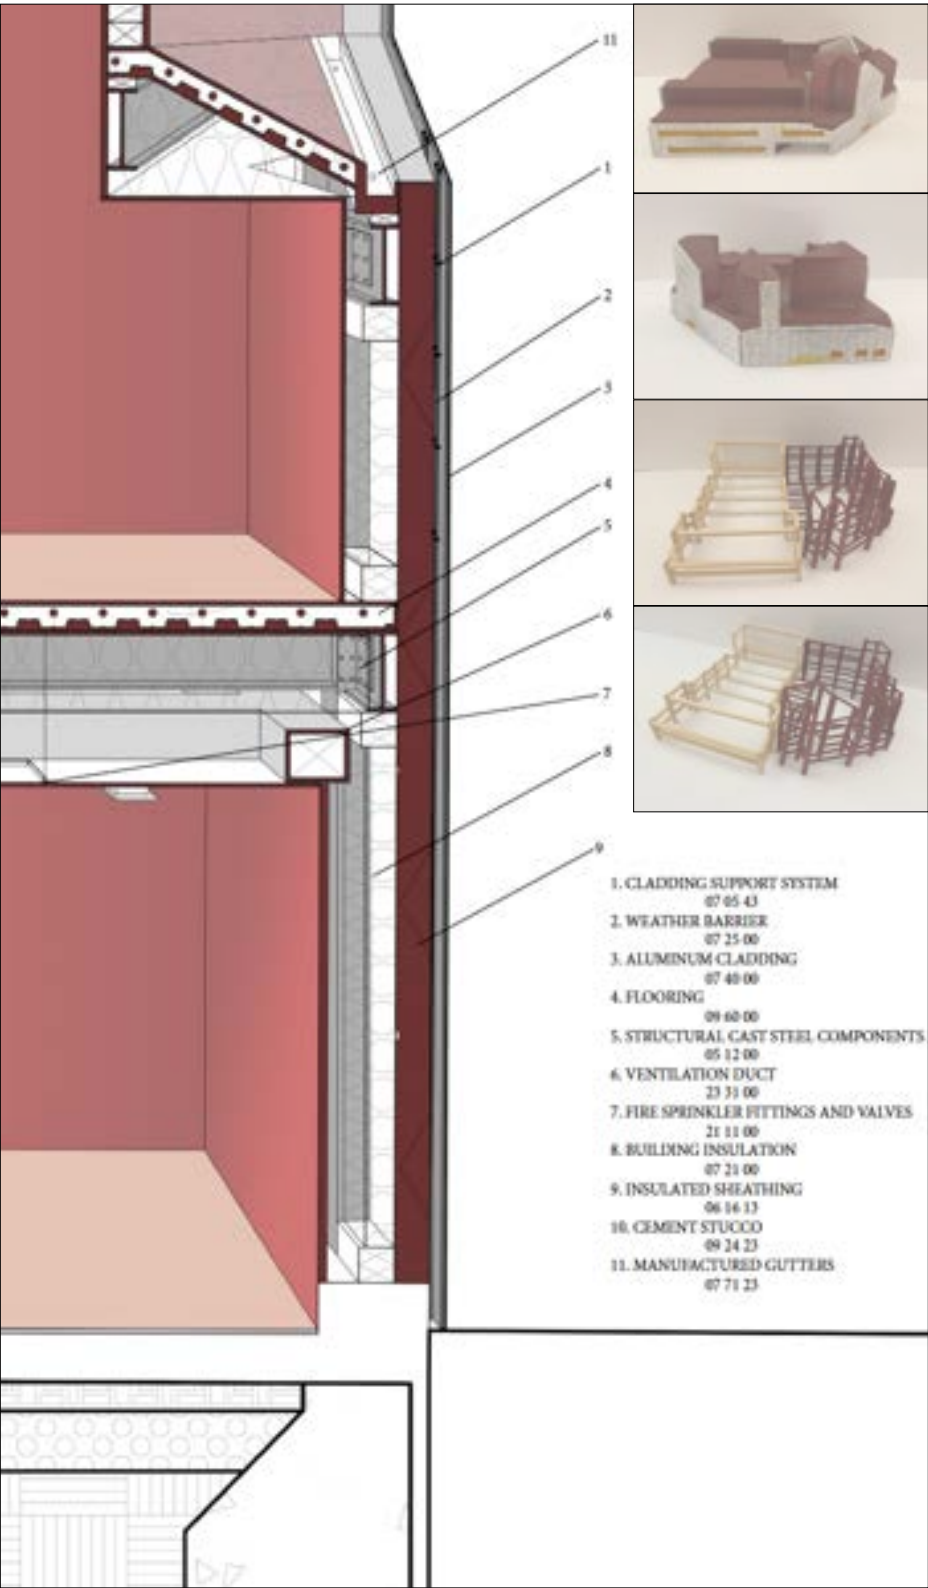 11
1
2
3
4
5
6
7
8
9
1. CLADDING SUPPORT SYSTEM
07 05 43
2. WEATHER BARRIER
07 25 00
3. ALUMINUM CLADDING
07 40 00
4. FLOORING
09 60 00
5. STRUCTURAL CAST STEEL COMPONENTS
05 12 00
6. VENTILATION DUCT
23 31 00
7. FIRE SPRINKLER FITTINGS AND VALVES
21 11 00
8. BUILDING INSULATION
07 21 00
9. INSULATED SHEATHING
06 16 13
10. CEMENT STUCCO
09 24 23
11. MANUFACTURED GUTTERS
07 71 23